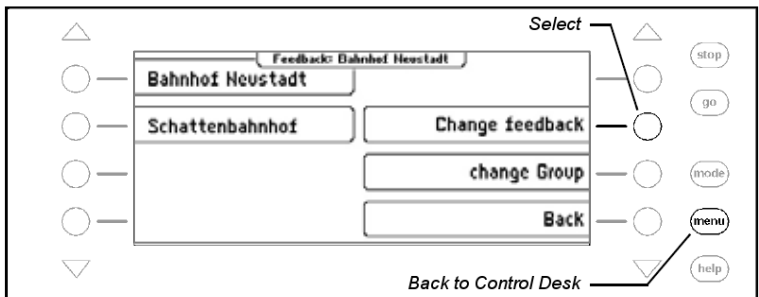 Select
Feedback: Bahnhof Neustadt
Bahnhof Neustadt
Schattenbahnhof
Change feedback
change Group
Back
stop
go
mode
menu
help
Back to Control Desk